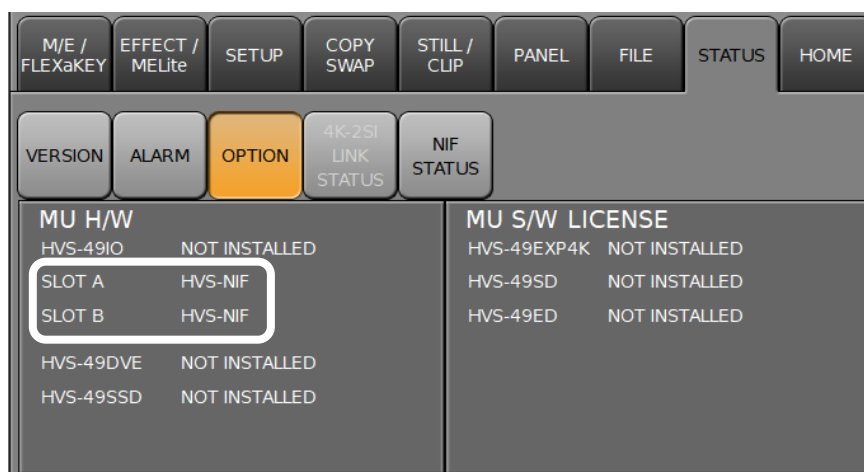 M/E /
FLEXaKEY
EFFECT /
MELite
SETUP
COPY
SWAP
STILL /
CLIP
PANEL
FILE
STATUS
HOME
VERSION
ALARM
OPTION
4K-2SI
LINK
STATUS
NIF
STATUS
MU H/W
HVS-49IO NOT INSTALLED
SLOT A HVS-NIF
SLOT B HVS-NIF
HVS-49DVE NOT INSTALLED
HVS-49SSD NOT INSTALLED
MU S/W LICENSE
HVS-49EXP4K NOT INSTALLED
HVS-49SD NOT INSTALLED
HVS-49ED NOT INSTALLED